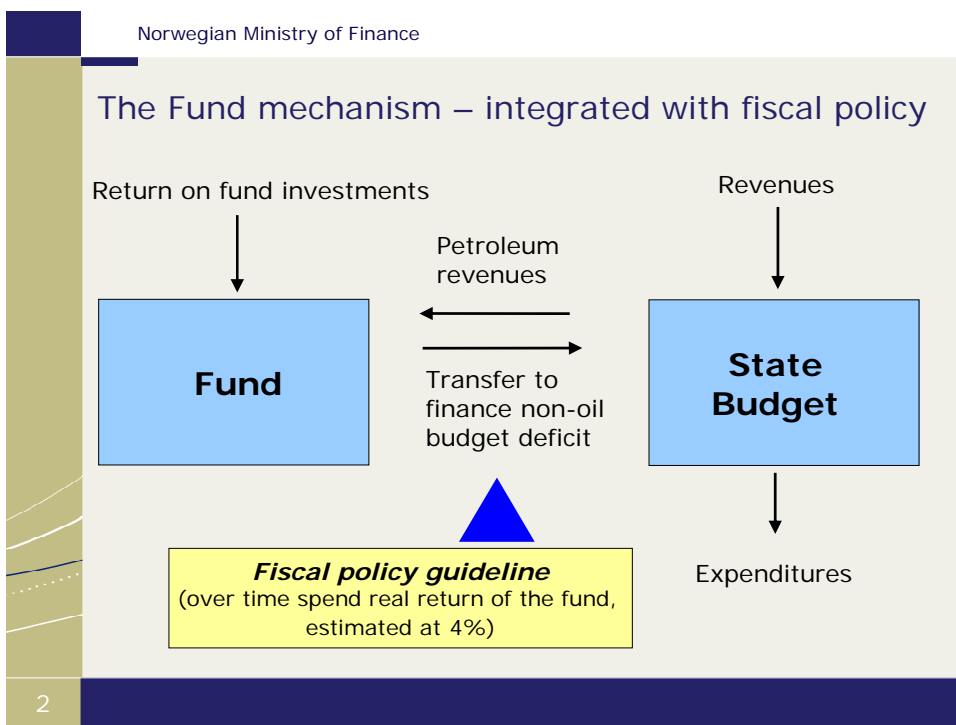 Norwegian Ministry of Finance
The Fund mechanism – integrated with fiscal policy
Return on fund investments
Revenues
Petroleum
revenues
Fund
State
Budget
Transfer to
finance non-oil
budget deficit
Fiscal policy guideline
(over time spend real return of the fund,
estimated at 4%)
Expenditures
2